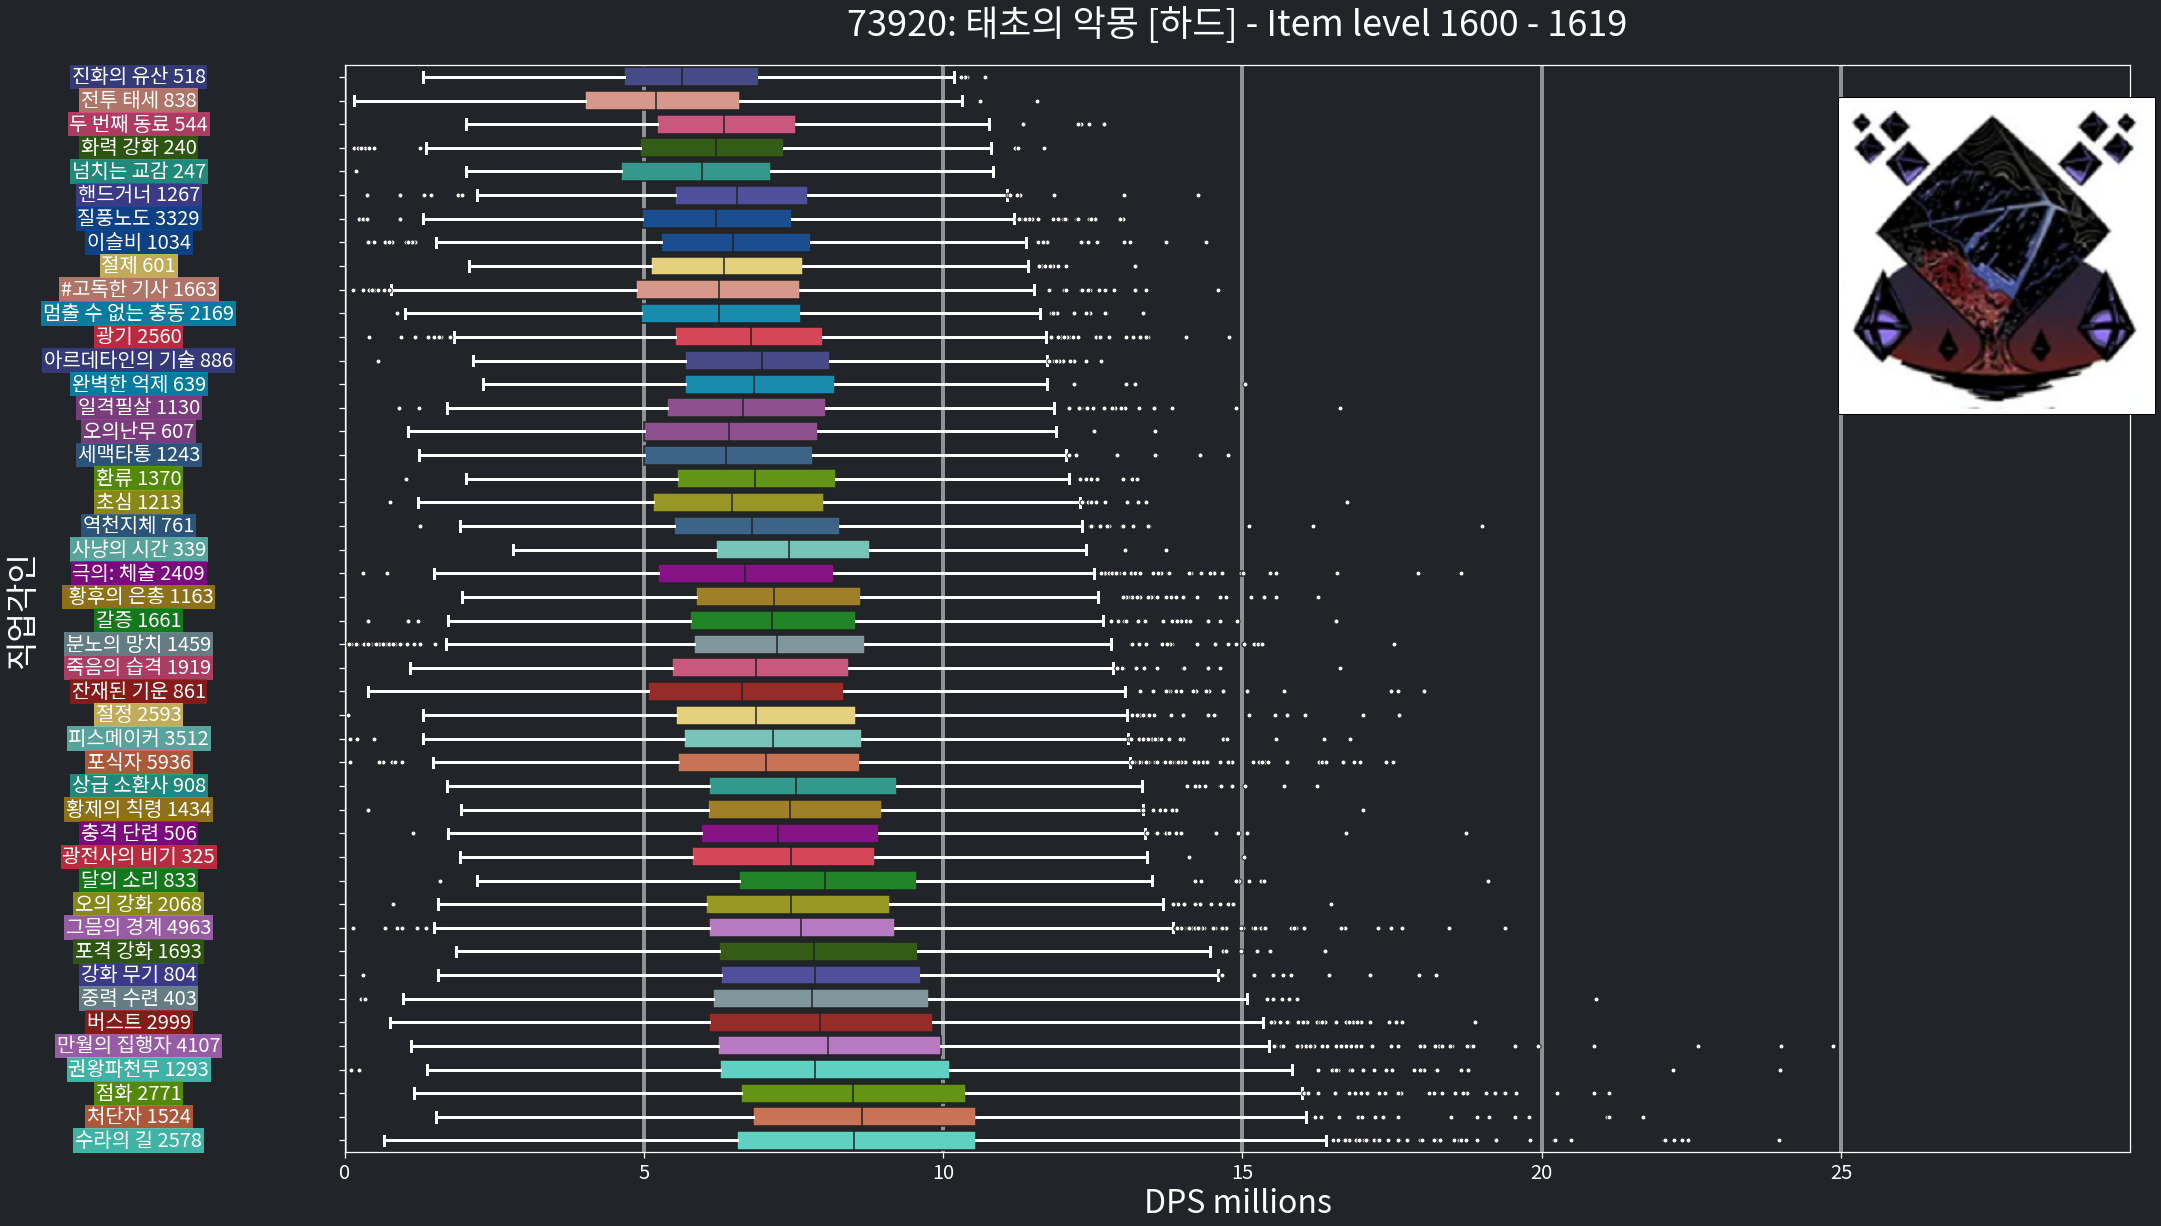 73920: 태초의 악몽 [하드] - Item level 1600 - 1619
직업각인
진화의 유산 518
전투 태세 838
두 번째 동료 544
화력 강화 240
넘치는 교감 247
핸드거너 1267
질풍노도 3329
이슬비 1034
절제 601
#고독한 기사 1663
멈출 수 없는 충동 2169
광기 2560
아르데타인의 기술 886
완벽한 억제 639
일격필살 1130
오의난무 607
세맥타통 1243
환류 1370
초심 1213
역천지체 761
사냥의 시간 339
극의: 체술 2409
황후의 은총 1163
갈증 1661
분노의 망치 1459
죽음의 습격 1919
잔재된 기운 861
절정 2593
피스메이커 3512
포식자 5936
상급 소환사 908
황제의 칙령 1434
충격 단련 506
광전사의 비기 325
달의 소리 833
오의 강화 2068
그믐의 경계 4963
포격 강화 1693
강화 무기 804
중력 수련 403
버스트 2999
만월의 집행자 4107
권왕파천무 1293
점화 2771
처단자 1524
수라의 길 2578
0 5 10 15 20 25
DPS millions